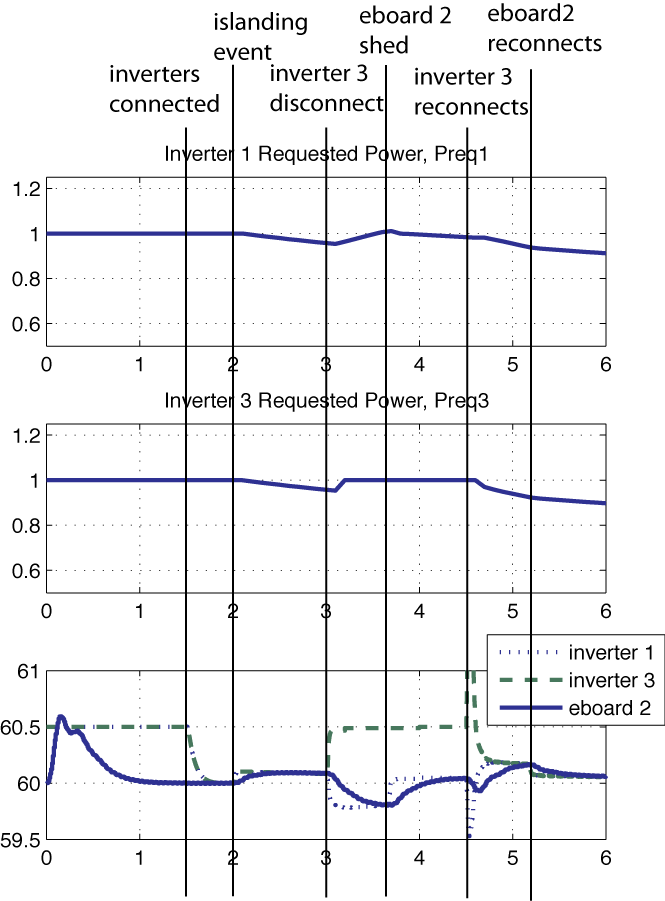 islanding
event
eboard 2
shed
eboard2
reconnects
inverters
connected
inverter 3
disconnect
inverter 3
reconnects
Inverter 1 Requested Power, Preq1
1.2
1
0.8
0.6
0 1 2 3 4 5 6
Inverter 3 Requested Power, Preq3
1.2
1
0.8
0.6
0 1 2 3 4 5 6
inverter 1
inverter 3
eboard 2
61
60.5
60
59.5
0 1 2 3 4 5 6